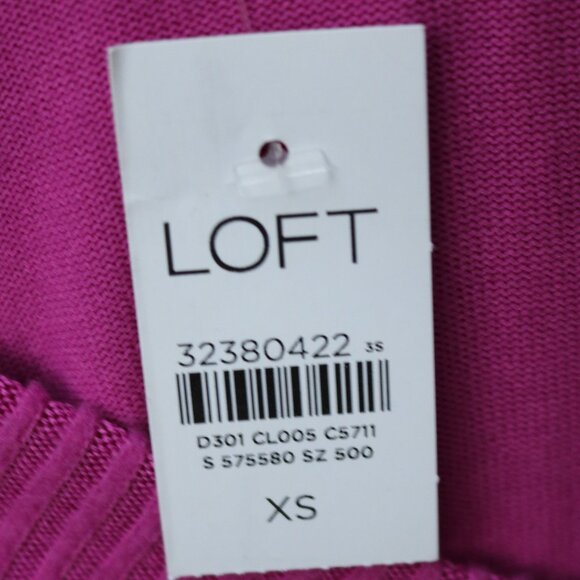 LOFT
32380422 3S
D301 CL005 C5711
S 575580 SZ 500
XS